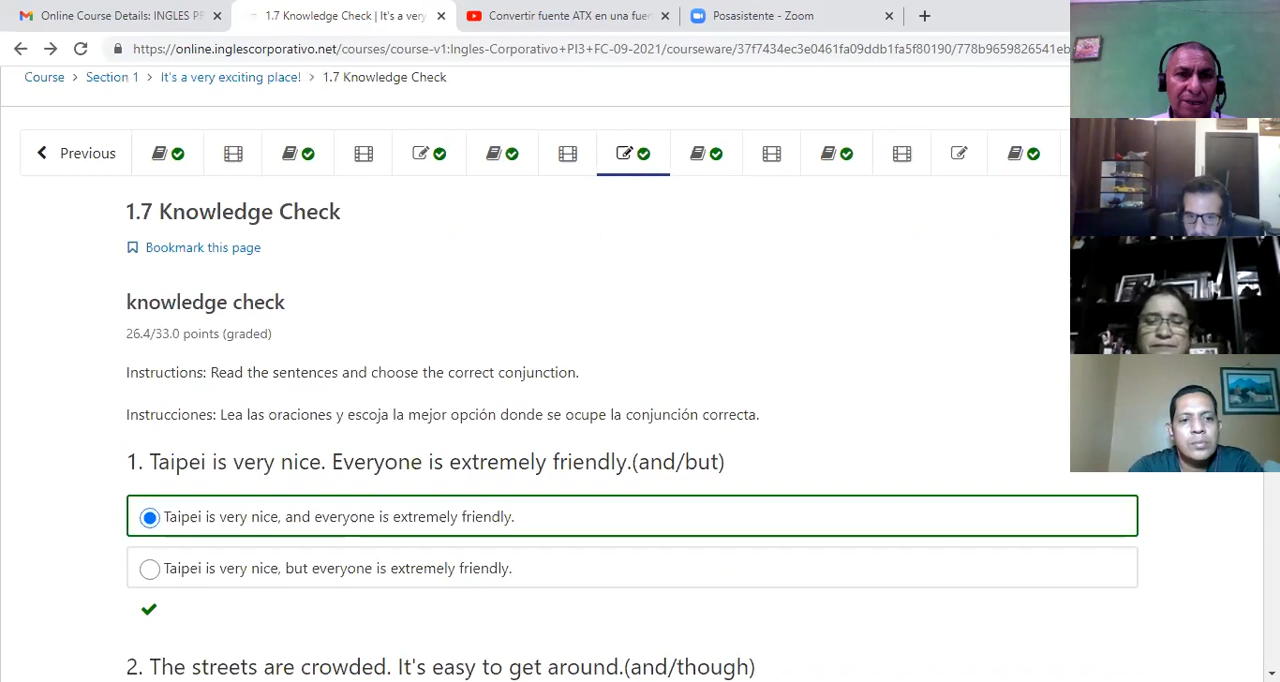 Online Course Details: INGLES PR
1.7 Knowledge Check | It's a very
Convertir fuente ATX en una fuen
Posasistente - Zoom
https://online.inglescorporativo.net/courses/course-v1:Ingles-Corporativo+PI3+FC-09-2021/courseware/37f7434ec3e0461fa09ddb1fa5f80190/778b9659826541eb
Course > Section 1 > It's a very exciting place! > 1.7 Knowledge Check
Previous
1.7 Knowledge Check
Bookmark this page
knowledge check
26.4/33.0 points (graded)
Instructions: Read the sentences and choose the correct conjunction.
Instrucciones: Lea las oraciones y escoja la mejor opción donde se ocupe la conjunción correcta.
1. Taipei is very nice. Everyone is extremely friendly.(and/but)
Taipei is very nice, and everyone is extremely friendly.
Taipei is very nice, but everyone is extremely friendly.
2. The streets are crowded. It's easy to get around.(and/though)